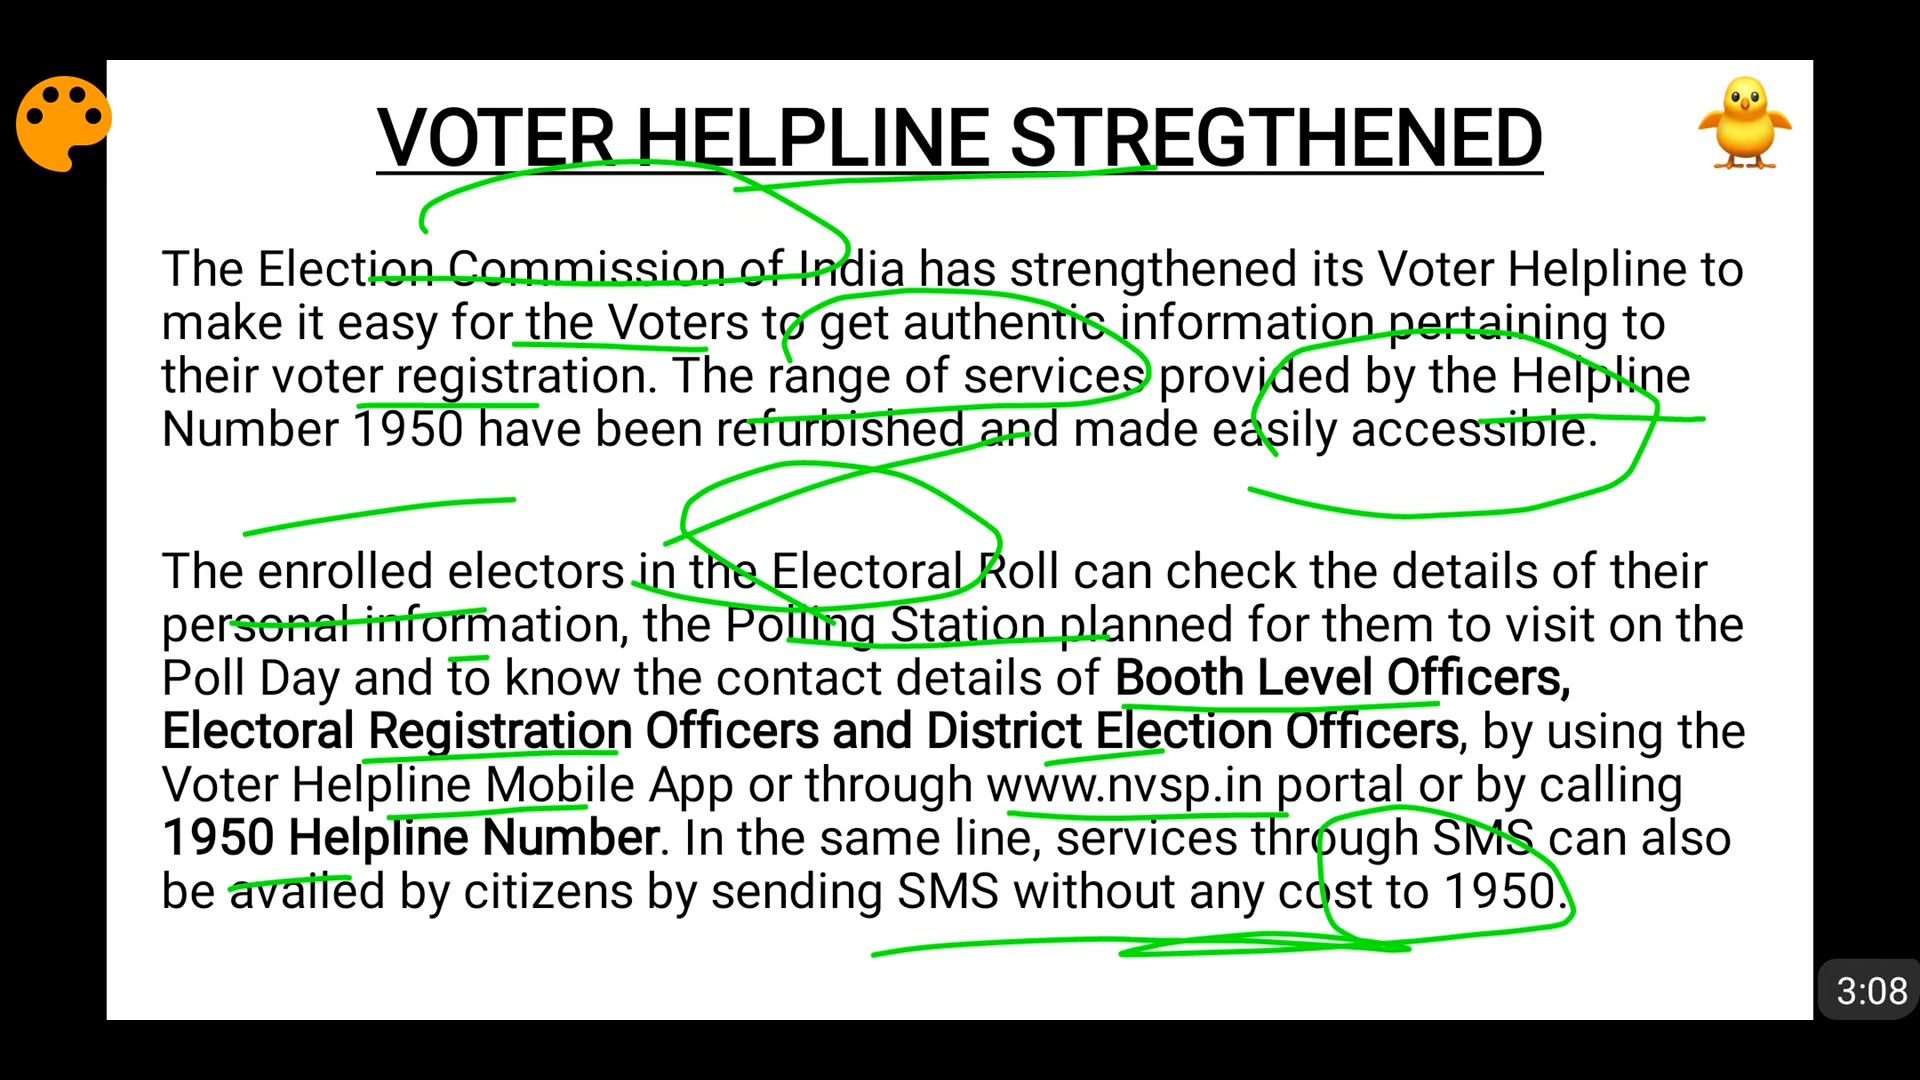 VOTER HELPLINE STREGTHENED
The Election Commission of India has strengthened its Voter Helpline to
make it easy for the Voters to get authentic information pertaining to
their voter registration. The range of services provided by the Helpline
Number 1950 have been refurbished and made easily accessible.
The enrolled electors in the Electoral Roll can check the details of their
personal information, the Polling Station planned for them to visit on the
Poll Day and to know the contact details of Booth Level Officers,
Electoral Registration Officers and District Election Officers, by using the
Voter Helpline Mobile App or through www.nvsp.in portal or by calling
1950 Helpline Number. In the same line, services through SMS can also
be availed by citizens by sending SMS without any cost to 1950.
3:08